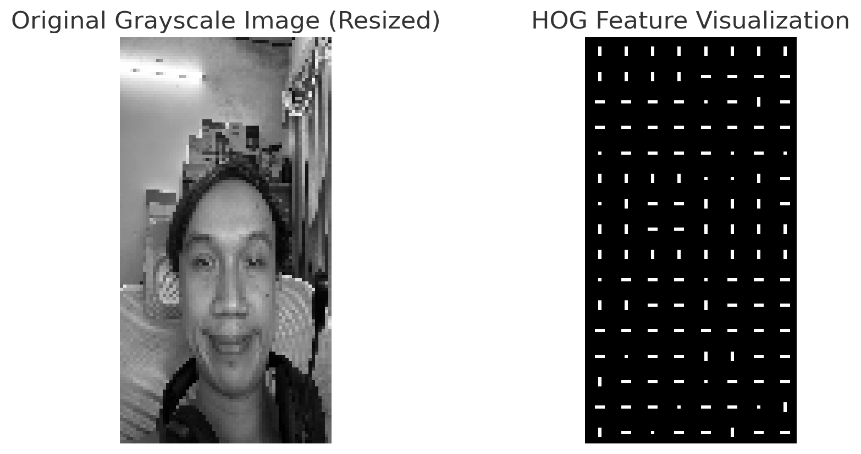 Original Grayscale Image (Resized)
HOG Feature Visualization